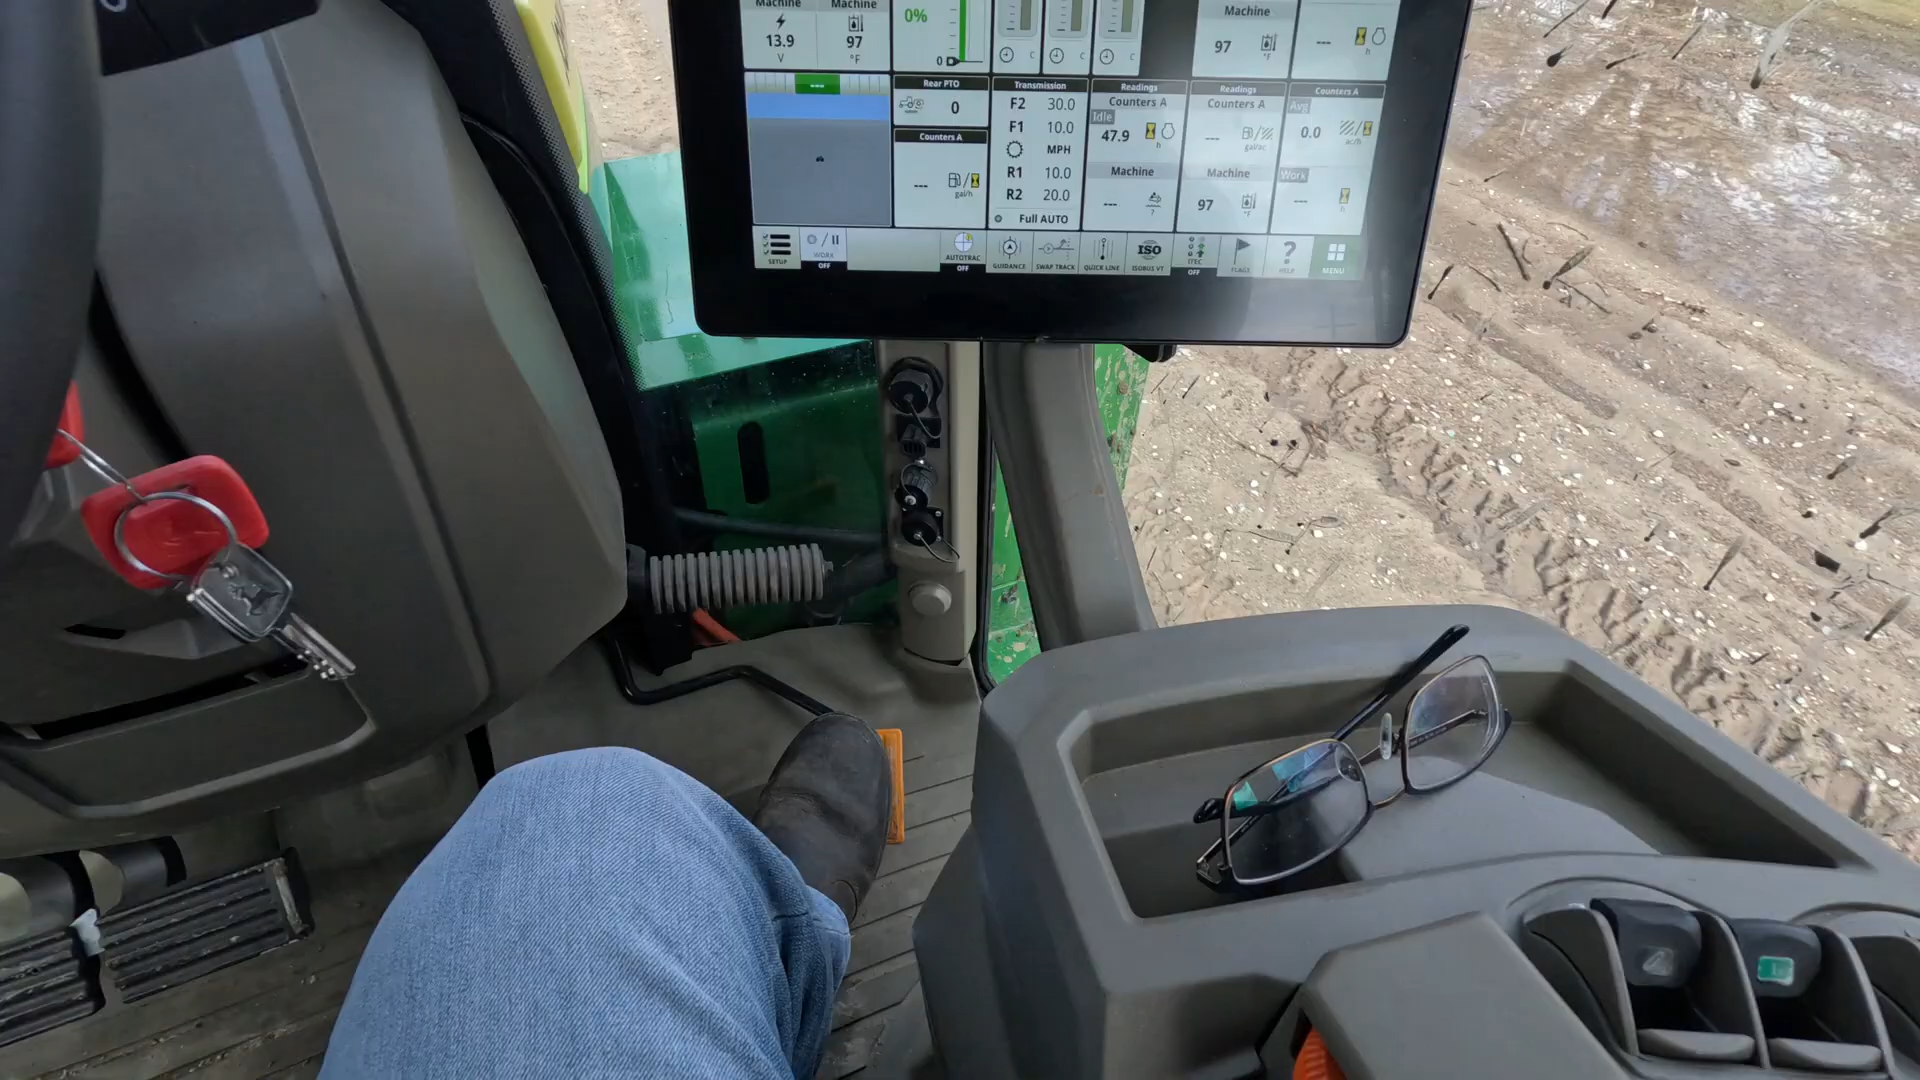 Machine
Machine
13.9
V
97
°F
0%
0
Machine
97
---
h
Rear PTO
0
Counters A
---
gal/h
Transmission
F2 30.0
F1 10.0
MPH
R1 10.0
R2 20.0
Full AUTO
Readings
Counters A
Idle
47.9
h
Machine
---
?
Readings
Counters A
---
gal/ac
Machine
97
°F
Counters A
Avg
0.0
ac/h
Work
---
h
SETUP
WORK
OFF
AUTOTRAC
OFF
GUIDANCE
SWAP TRACK
QUICK LINE
ISO
ISOBUS VT
ITEC
OFF
FLAGS
?
HELP
MENU